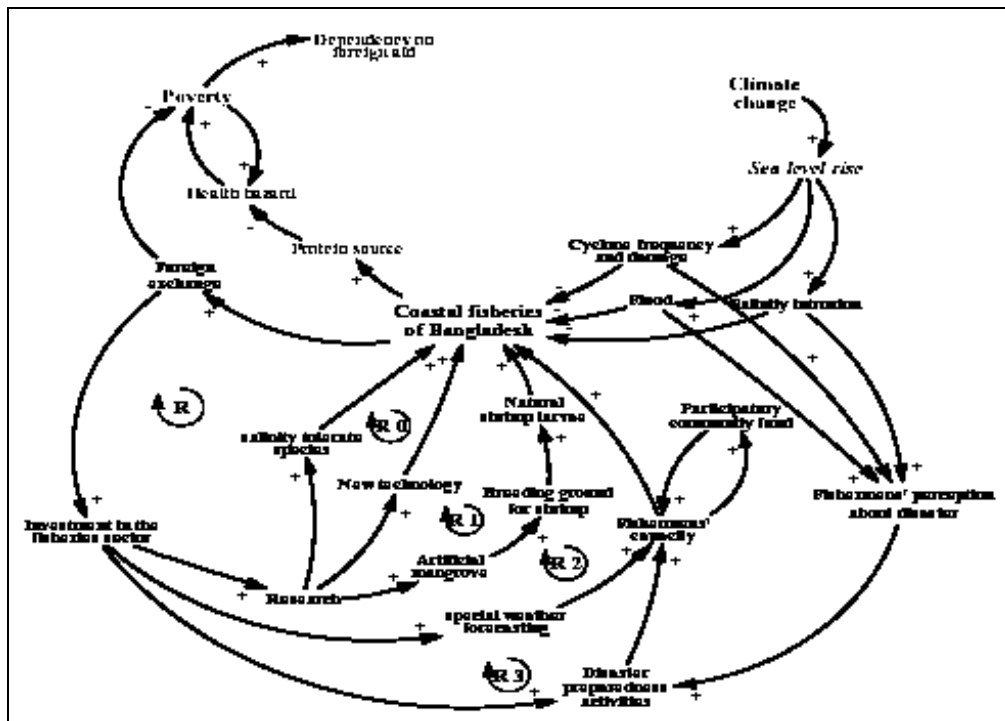 Dependency on
foreign aid
Poverty
Climate
change
Health hazard
Sea level rise
Protein source
Cyclone frequency
and damage
Foreign
exchange
Flood
Salinity intrusion
Coastal fisheries
of Bangladesh
R
R 0
Natural
shrimp larvae
Participatory
community fund
salinity tolerate
species
New technology
Breeding ground
for shrimp
Fishermens' perception
about disaster
Investment in the
fisheries sector
R 1
Fishermens'
capacity
Artificial
mangrove
R 2
Research
special weather
forecasting
R 3
Disaster
preparedness
activities